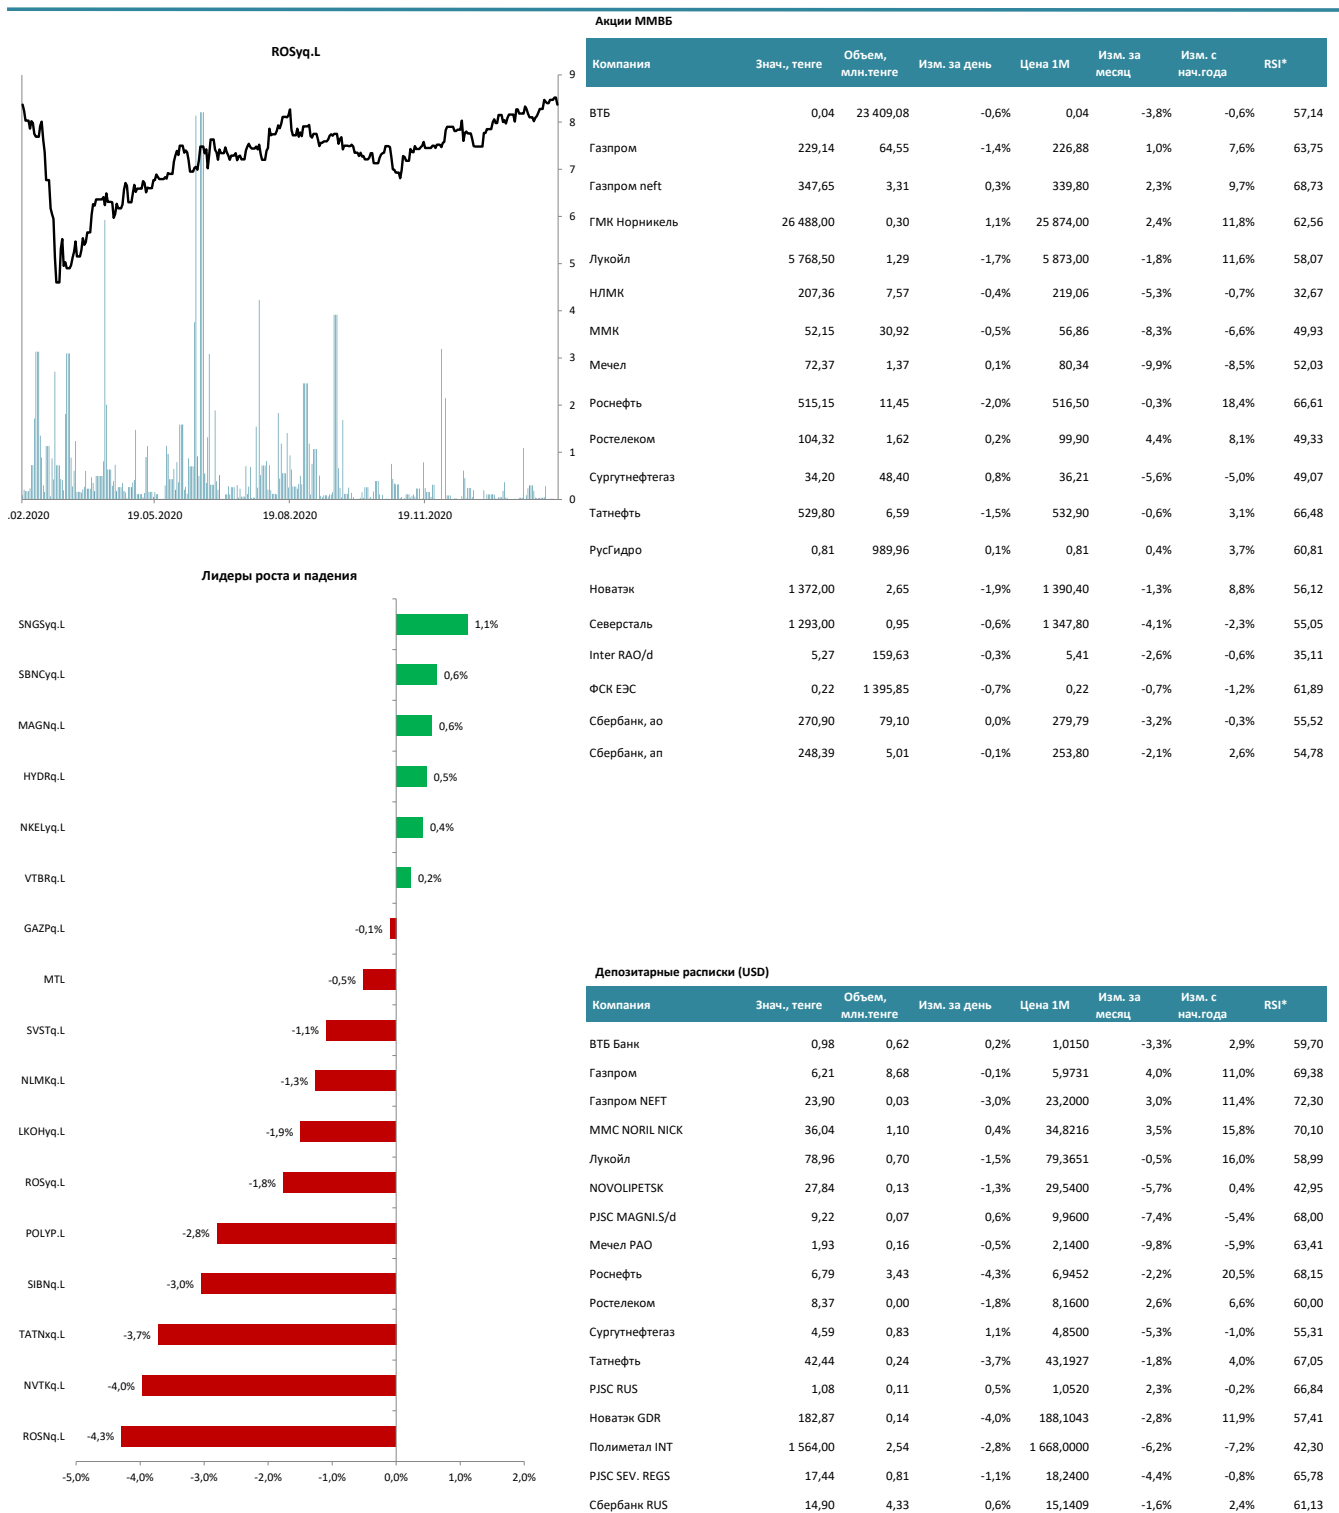 Акции ММВБ
ROSyq.L
9
8
7
6
5
4
3
2
1
0
.02.2020 19.05.2020 19.08.2020 19.11.2020
Компания Знач., тенге Объем, млн.тенге Изм. за день Цена 1М Изм. за месяц Изм. с нач.года RSI*
ВТБ 0,04 23 409,08 -0,6% 0,04 -3,8% -0,6% 57,14
Газпром 229,14 64,55 -1,4% 226,88 1,0% 7,6% 63,75
Газпром neft 347,65 3,31 0,3% 339,80 2,3% 9,7% 68,73
ГМК Норникель 26 488,00 0,30 1,1% 25 874,00 2,4% 11,8% 62,56
Лукойл 5 768,50 1,29 -1,7% 5 873,00 -1,8% 11,6% 58,07
НЛМК 207,36 7,57 -0,4% 219,06 -5,3% -0,7% 32,67
ММК 52,15 30,92 -0,5% 56,86 -8,3% -6,6% 49,93
Мечел 72,37 1,37 0,1% 80,34 -9,9% -8,5% 52,03
Роснефть 515,15 11,45 -2,0% 516,50 -0,3% 18,4% 66,61
Ростелеком 104,32 1,62 0,2% 99,90 4,4% 8,1% 49,33
Сургутнефтегаз 34,20 48,40 0,8% 36,21 -5,6% -5,0% 49,07
Татнефть 529,80 6,59 -1,5% 532,90 -0,6% 3,1% 66,48
РусГидро 0,81 989,96 0,1% 0,81 0,4% 3,7% 60,81
Новатэк 1 372,00 2,65 -1,9% 1 390,40 -1,3% 8,8% 56,12
Северсталь 1 293,00 0,95 -0,6% 1 347,80 -4,1% -2,3% 55,05
Inter RAO/d 5,27 159,63 -0,3% 5,41 -2,6% -0,6% 35,11
ФСК ЕЭС 0,22 1 395,85 -0,7% 0,22 -0,7% -1,2% 61,89
Сбербанк, ао 270,90 79,10 0,0% 279,79 -3,2% -0,3% 55,52
Сбербанк, ап 248,39 5,01 -0,1% 253,80 -2,1% 2,6% 54,78
Лидеры роста и падения
SNGSyq.L 1,1%
SBNCyq.L 0,6%
MAGNq.L 0,6%
HYDRq.L 0,5%
NKELyq.L 0,4%
VTBRq.L 0,2%
GAZPq.L -0,1%
MTL -0,5%
SVSTq.L -1,1%
NLMKq.L -1,3%
LKOHyq.L -1,9%
ROSyq.L -1,8%
POLYP.L -2,8%
SIBNq.L -3,0%
TATNxq.L -3,7%
NVTKq.L -4,0%
ROSNq.L -4,3%
-5,0% -4,0% -3,0% -2,0% -1,0% 0,0% 1,0% 2,0%
Депозитарные расписки (USD)
Компания Знач., тенге Объем, млн.тенге Изм. за день Цена 1М Изм. за месяц Изм. с нач.года RSI*
ВТБ Банк 0,98 0,62 0,2% 1,0150 -3,3% 2,9% 59,70
Газпром 6,21 8,68 -0,1% 5,9731 4,0% 11,0% 69,38
Газпром NEFT 23,90 0,03 -3,0% 23,2000 3,0% 11,4% 72,30
MMC NORIL NICK 36,04 1,10 0,4% 34,8216 3,5% 15,8% 70,10
Лукойл 78,96 0,70 -1,5% 79,3651 -0,5% 16,0% 58,99
NOVOLIPETSK 27,84 0,13 -1,3% 29,5400 -5,7% 0,4% 42,95
PJSC MAGNI.S/d 9,22 0,07 0,6% 9,9600 -7,4% -5,4% 68,00
Мечел РАО 1,93 0,16 -0,5% 2,1400 -9,8% -5,9% 63,41
Роснефть 6,79 3,43 -4,3% 6,9452 -2,2% 20,5% 68,15
Ростелеком 8,37 0,00 -1,8% 8,1600 2,6% 6,6% 60,00
Сургутнефтегаз 4,59 0,83 1,1% 4,8500 -5,3% -1,0% 55,31
Татнефть 42,44 0,24 -3,7% 43,1927 -1,8% 4,0% 67,05
PJSC RUS 1,08 0,11 0,5% 1,0520 2,3% -0,2% 66,84
Новатэк GDR 182,87 0,14 -4,0% 188,1043 -2,8% 11,9% 57,41
Полиметал INT 1 564,00 2,54 -2,8% 1 668,0000 -6,2% -7,2% 42,30
PJSC SEV. REGS 17,44 0,81 -1,1% 18,2400 -4,4% -0,8% 65,78
Сбербанк RUS 14,90 4,33 0,6% 15,1409 -1,6% 2,4% 61,13